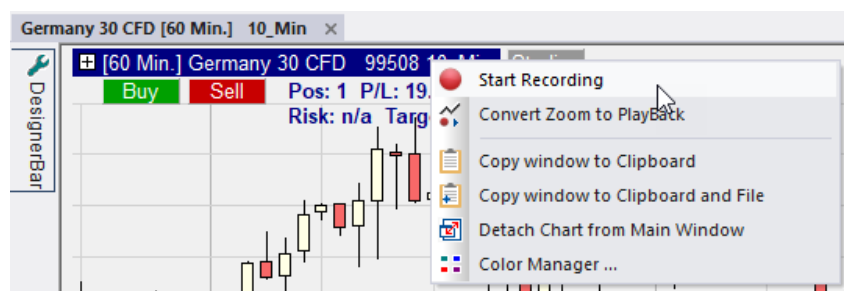 Germany 30 CFD [60 Min.] 10_Min
DesignerBar
[60 Min.] Germany 30 CFD 99508
Buy Sell Pos: 1 P/L: 19.
Risk: n/a
Start Recording
Convert Zoom to PlayBack
Copy window to Clipboard
Copy window to Clipboard and File
Detach Chart from Main Window
Color Manager ...